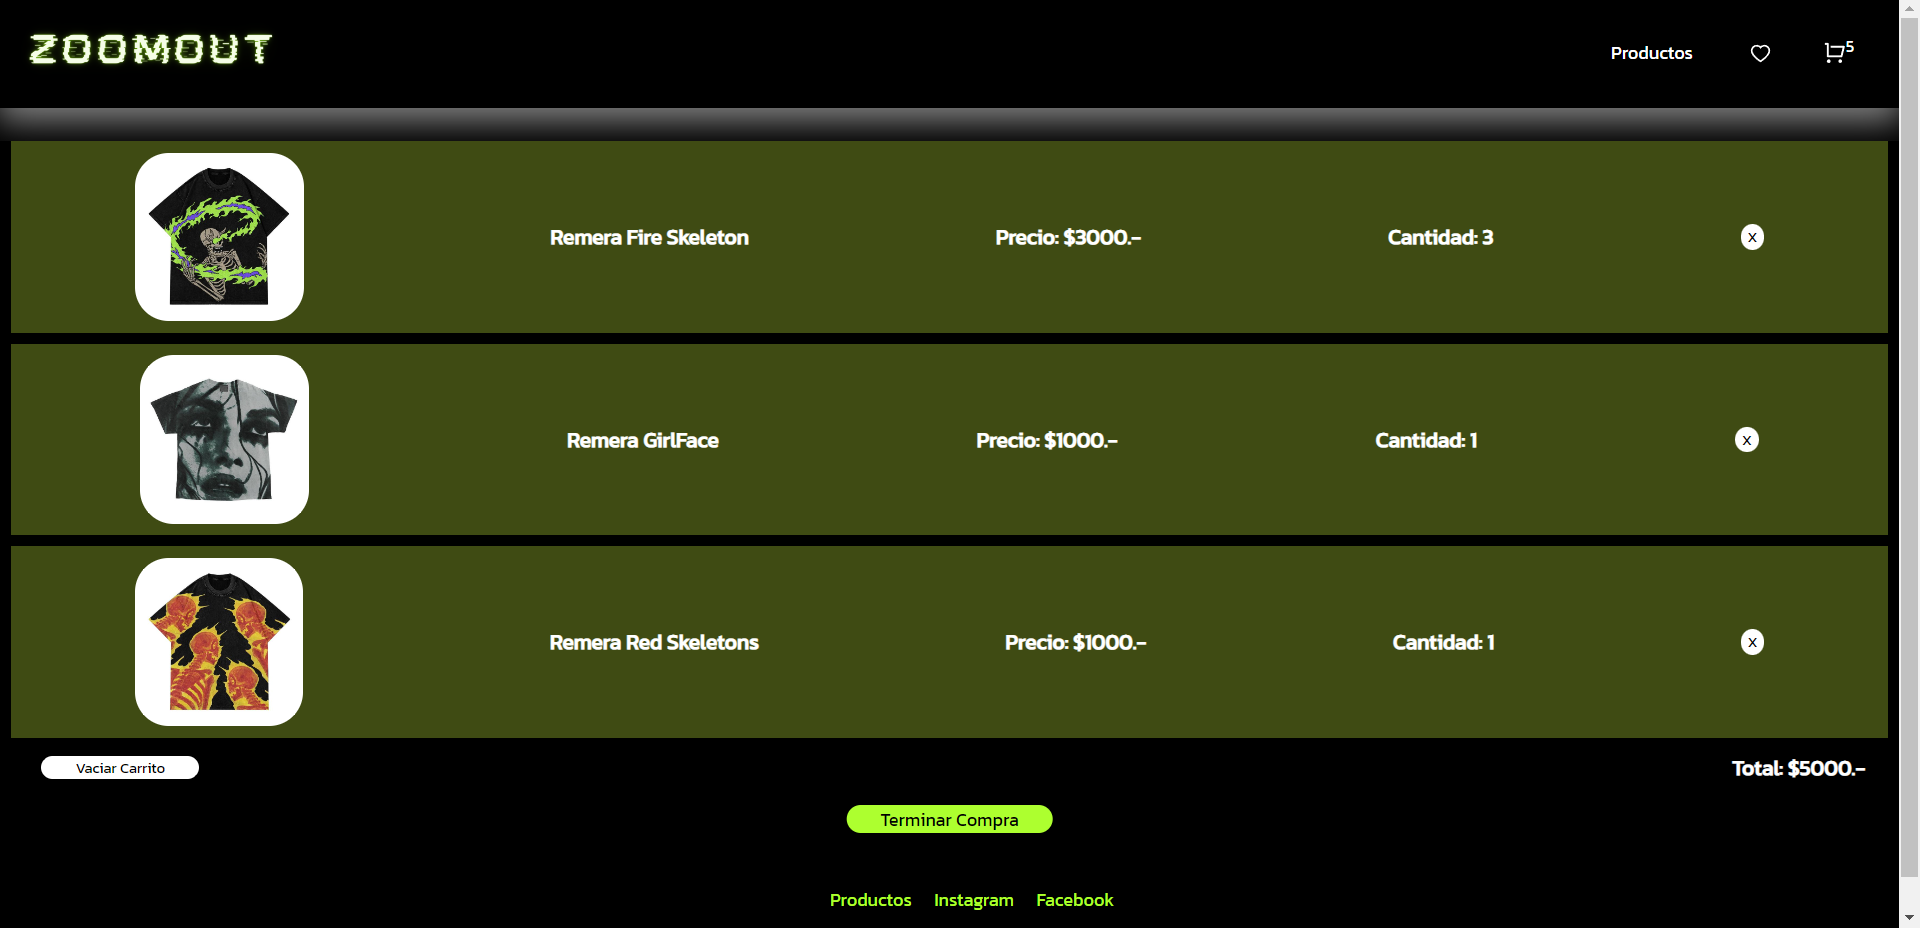 ZOOMOUT
Productos
5
Remera Fire Skeleton
Precio: $3000.-
Cantidad: 3
X
Remera GirlFace
Precio: $1000.-
Cantidad: 1
X
Remera Red Skeletons
Precio: $1000.-
Cantidad: 1
X
Vaciar Carrito
Total: $5000.-
Terminar Compra
Productos Instagram Facebook